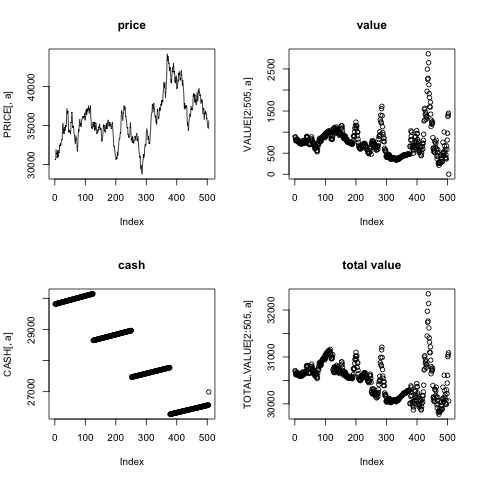 price
PRICE[, a]
30000 35000 40000
0 100 200 300 400 500
Index
value
VALUE[2:505, a]
0 500 1500 2500
0 100 200 300 400 500
Index
cash
CASH[, a]
27000 29000
0 100 200 300 400 500
Index
total value
TOTAL.VALUE[2:505, a]
30000 31000 32000
0 100 200 300 400 500
Index